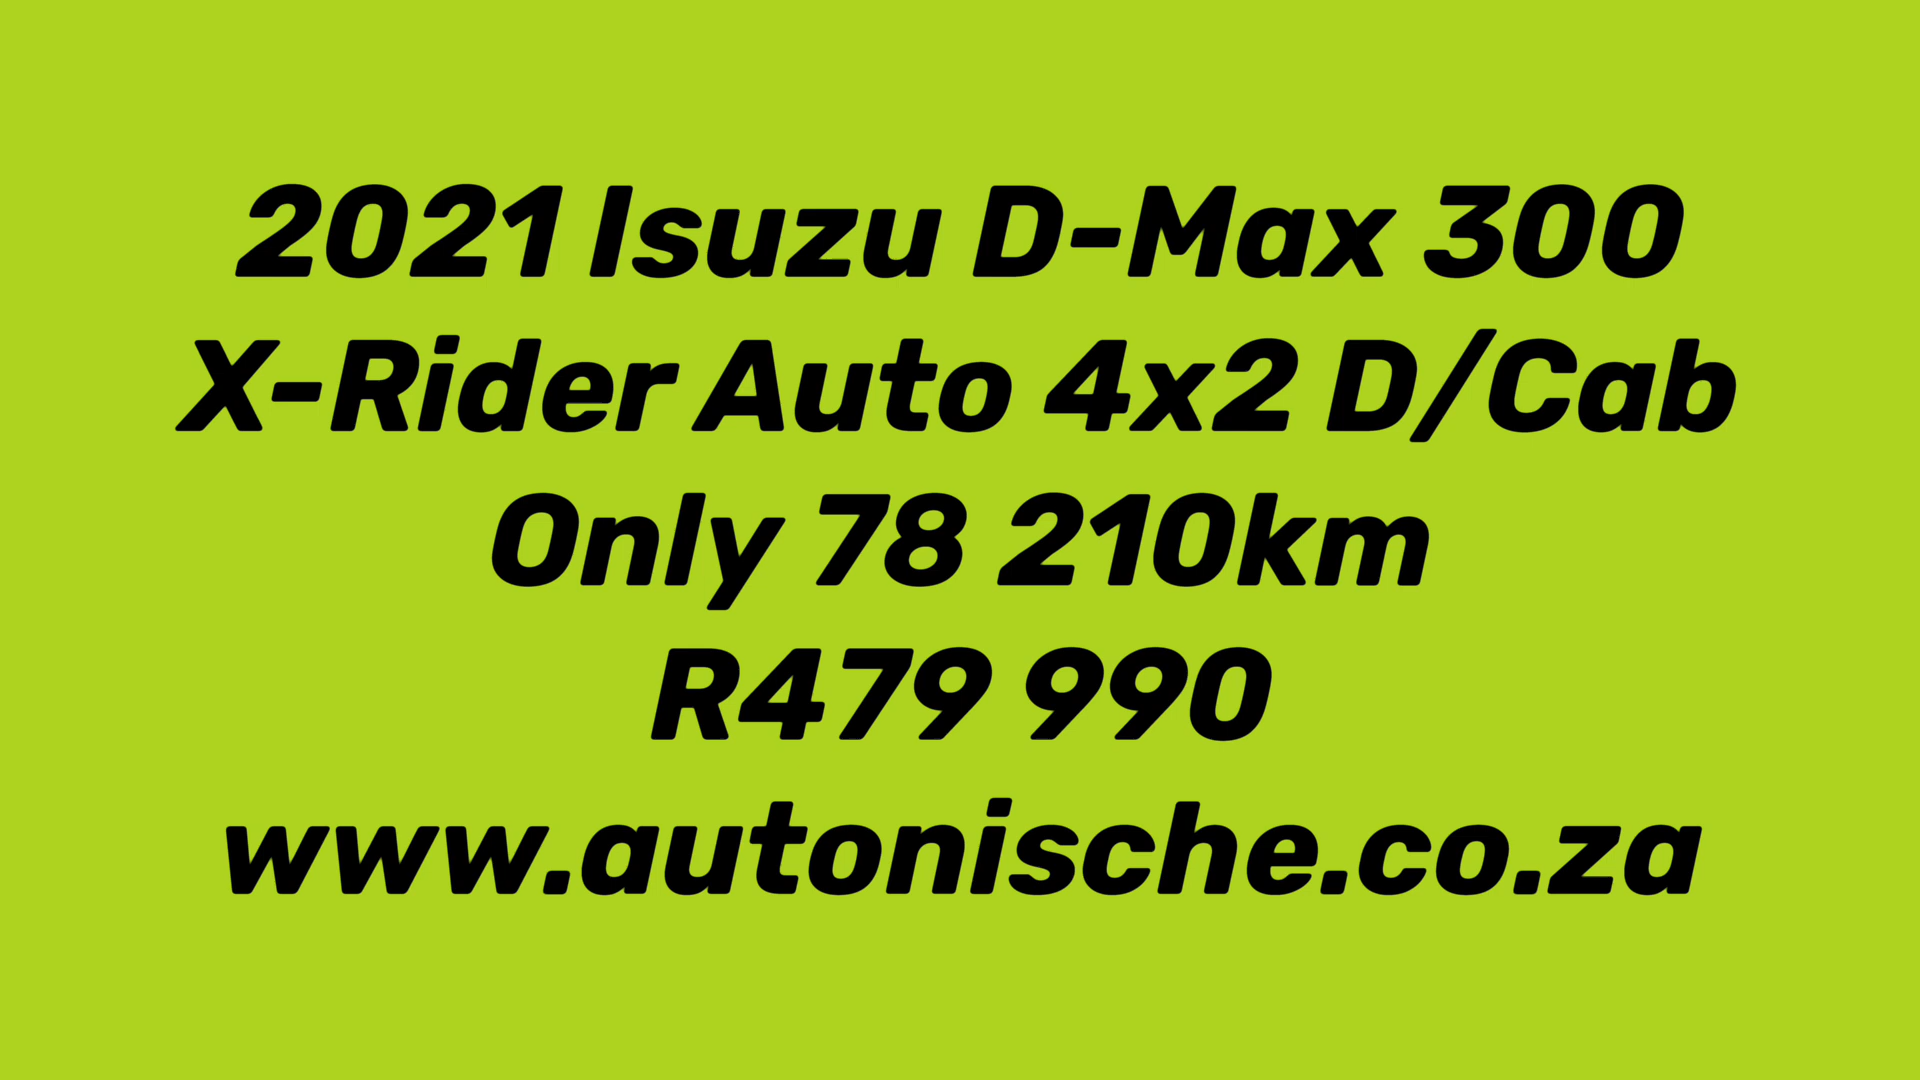 2021 Isuzu D-Max 300
X-Rider Auto 4x2 D/Cab
Only 78 210km
R479 990
www.autonische.co.za